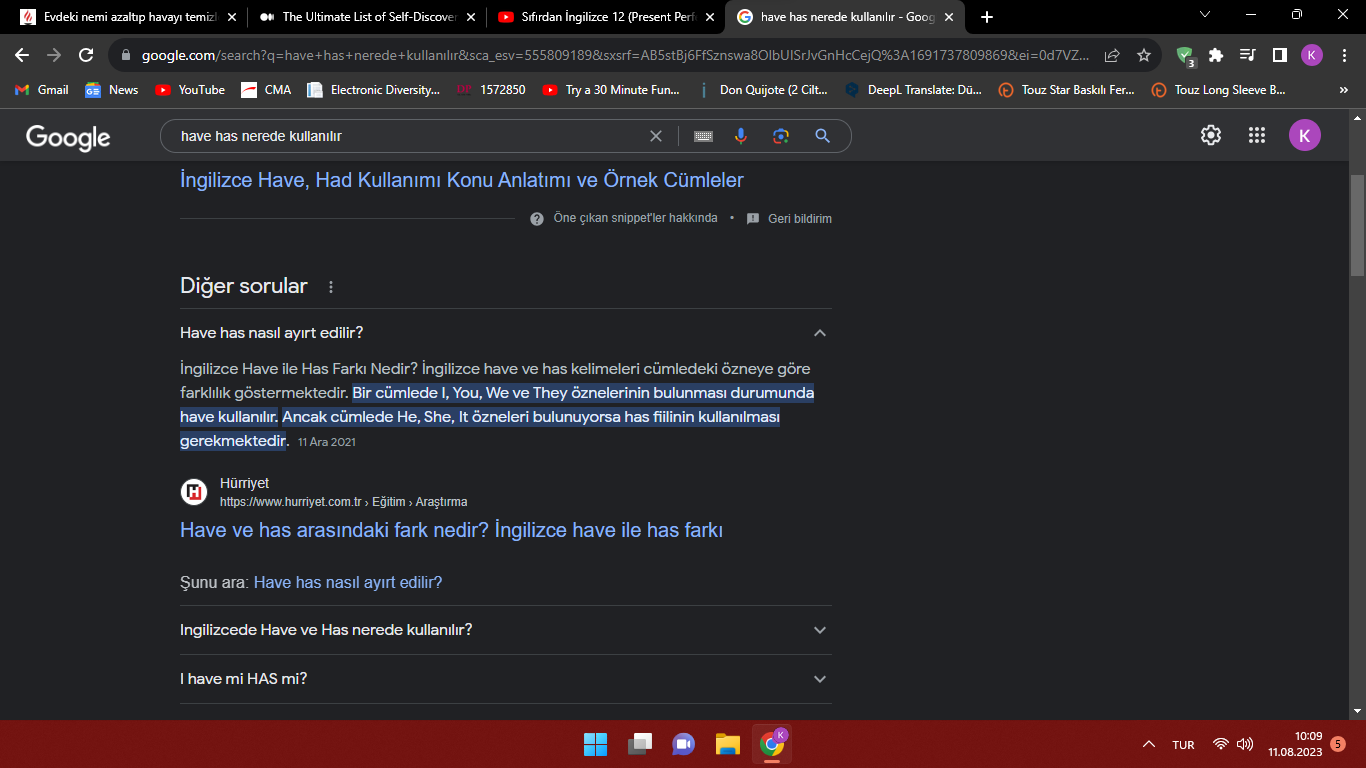 Evdeki nemi azaltıp havayı temizl
The Ultimate List of Self-Discover
Sıfırdan İngilizce 12 (Present Perf
have has nerede kullanılır - Goog
google.com/search?q=have+has+nerede+kullanılır&sca_esv=555809189&sxsrf=AB5stBj6FfSznswa8OlbUISrJvGnHcCejQ%3A1691737809869&ei=0d7VZ...
3
K
Gmail
News
YouTube
CMA
Electronic Diversity...
1572850
Try a 30 Minute Fun...
Don Quijote (2 Cilt...
DeepL Translate: Dü...
Touz Star Baskılı Fer...
Touz Long Sleeve B...
»
Google
have has nerede kullanılır
K
İngilizce Have, Had Kullanımı Konu Anlatımı ve Örnek Cümleler
Öne çıkan snippet'ler hakkında • Geri bildirim
Diğer sorular
Have has nasıl ayırt edilir?
İngilizce Have ile Has Farkı Nedir? İngilizce have ve has kelimeleri cümledeki özneye göre
farklılık göstermektedir. Bir cümlede I, You, We ve They öznelerinin bulunması durumunda
have kullanılır. Ancak cümlede He, She, It özneleri bulunuyorsa has fiilinin kullanılması
gerekmektedir. 11 Ara 2021
Hürriyet
https://www.hurriyet.com.tr › Eğitim › Araştırma
Have ve has arasındaki fark nedir? İngilizce have ile has farkı
Şunu ara: Have has nasıl ayırt edilir?
Ingilizcede Have ve Has nerede kullanılır?
I have mi HAS mi?
K
TUR
10:09
11.08.2023
5